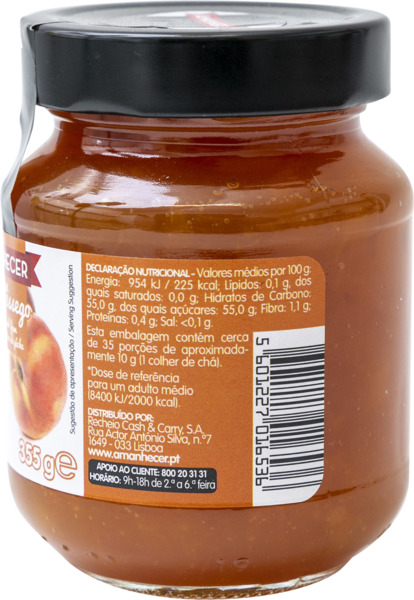 HECER
ssego
Sugestão de apresentação / Serving Suggestion
355 g e
DECLARAÇÃO NUTRICIONAL - Valores médios por 100 g:
Energia: 954 kJ / 225 kcal; Lípidos: 0,1 g, dos
quais saturados: 0,0 g; Hidratos de Carbono:
55,0 g, dos quais açúcares: 55,0 g; Fibra: 1,1 g;
Proteínas: 0,4 g; Sal: <0,1 g.
Esta embalagem contém cerca
de 35 porções de aproximada-
mente 10 g (1 colher de chá).
*Dose de referência
para um adulto médio
(8400 kJ/2000 kcal).
DISTRIBUÍDO POR:
Recheio Cash & Carry, S.A.
Rua Actor António Silva, n.º7
1649 - 033 Lisboa
www.amanhecer.pt
APOIO AO CLIENTE: 800 20 31 31
HORÁRIO: 9h-18h de 2.ª a 6.ª feira
5 601227 016536